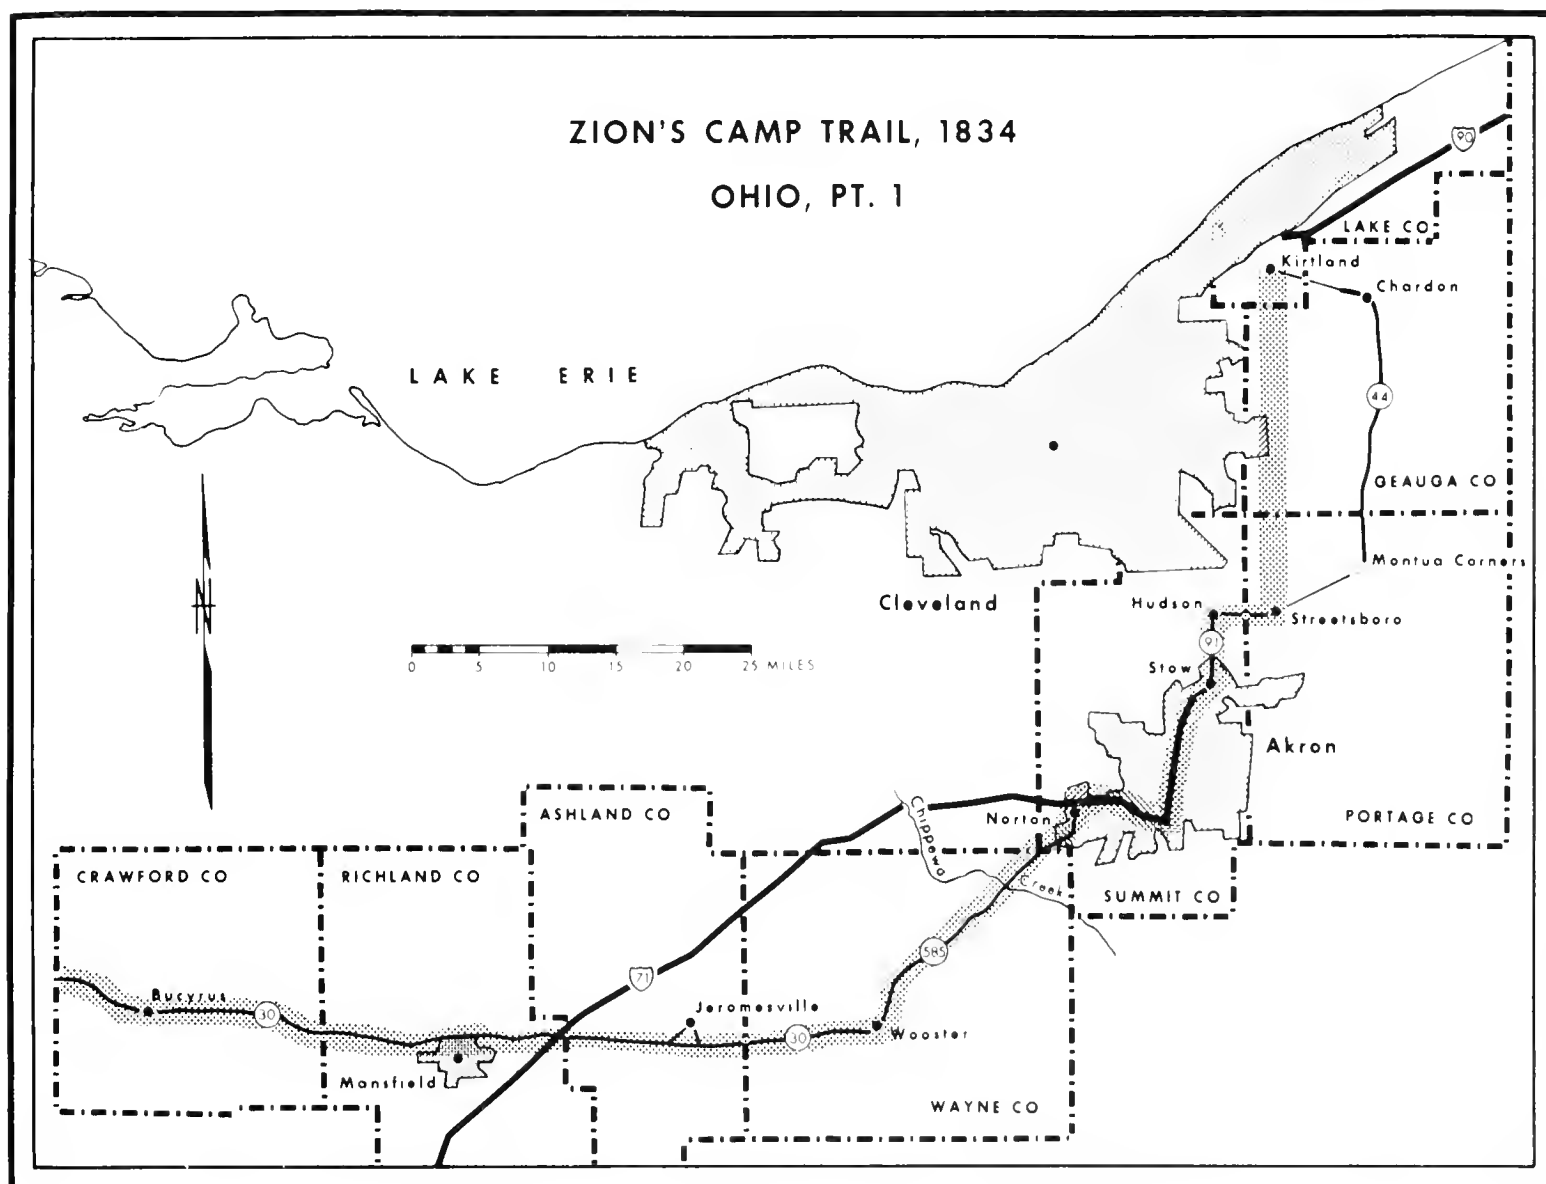 ZION'S CAMP TRAIL, 1834
OHIO, PT. 1
90
LAKE CO
Kirtland
Chardon
LAKE ERIE
44
GEAUGA CO
Mantua Corners
N
Cleveland
Hudson
Streetsboro
91
0 5 10 15 20 25 MILES
Stow
Akron
ASHLAND CO
Chippewa
Norton
PORTAGE CO
CRAWFORD CO
RICHLAND CO
Creek
SUMMIT CO
585
71
Bucyrus
30
Jeromesville
30
Wooster
Mansfield
WAYNE CO